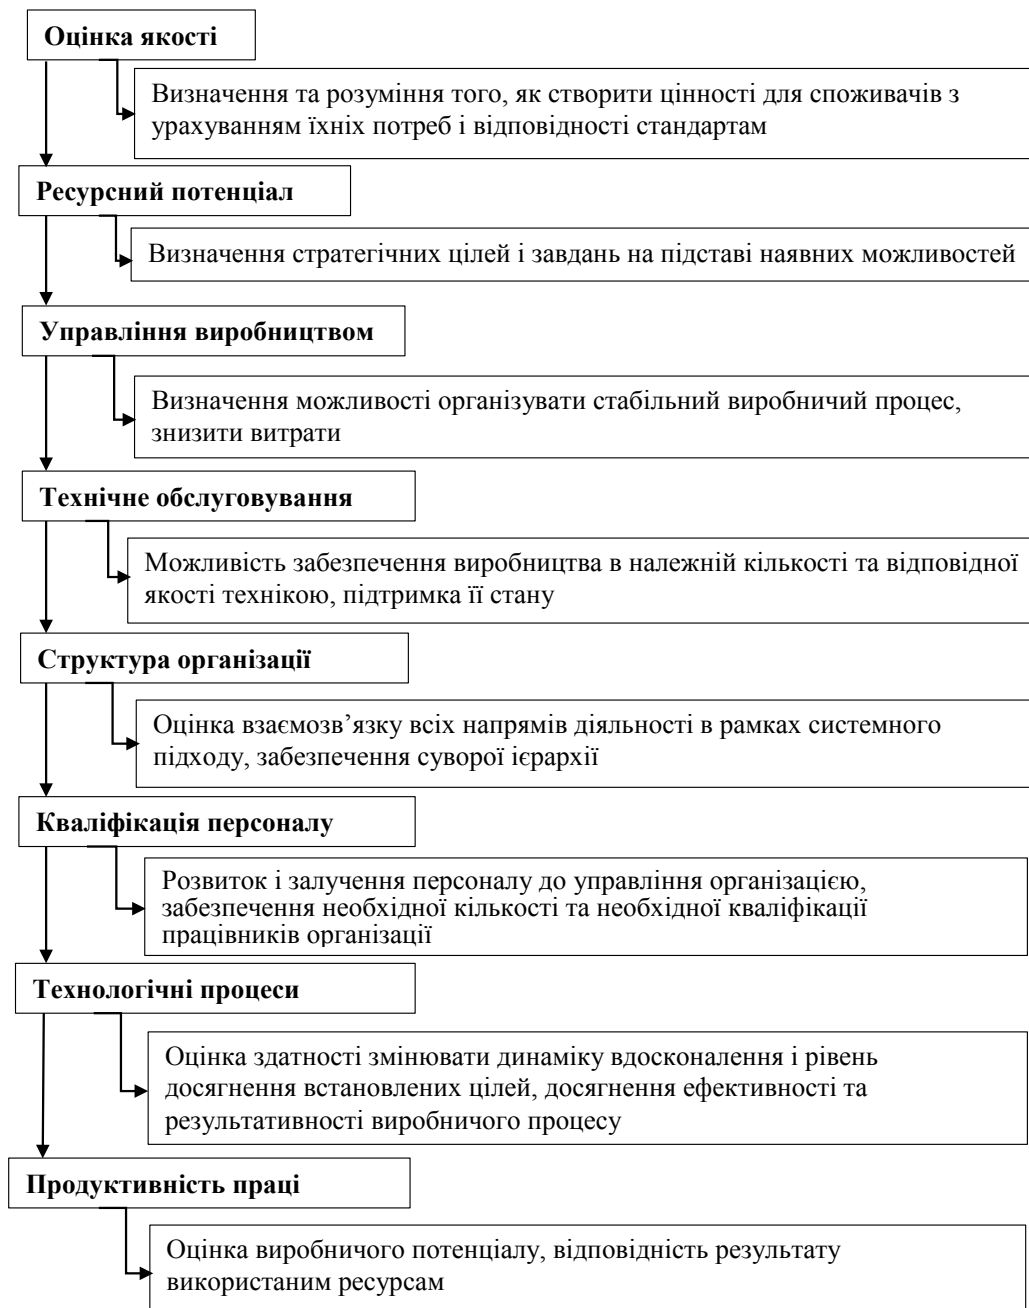 Оцінка якості
Визначення та розуміння того, як створити цінності для споживачів з
урахуванням їхніх потреб і відповідності стандартам
Ресурсний потенціал
Визначення стратегічних цілей і завдань на підставі наявних можливостей
Управління виробництвом
Визначення можливості організувати стабільний виробничий процес,
знизити витрати
Технічне обслуговування
Можливість забезпечення виробництва в належній кількості та відповідної
якості технікою, підтримка її стану
Структура організації
Оцінка взаємозв’язку всіх напрямів діяльності в рамках системного
підходу, забезпечення суворої ієрархії
Кваліфікація персоналу
Розвиток і залучення персоналу до управління організацією,
забезпечення необхідної кількості та необхідної кваліфікації
працівників організації
Технологічні процеси
Оцінка здатності змінювати динаміку вдосконалення і рівень
досягнення встановлених цілей, досягнення ефективності та
результативності виробничого процесу
Продуктивність праці
Оцінка виробничого потенціалу, відповідність результату
використаним ресурсам